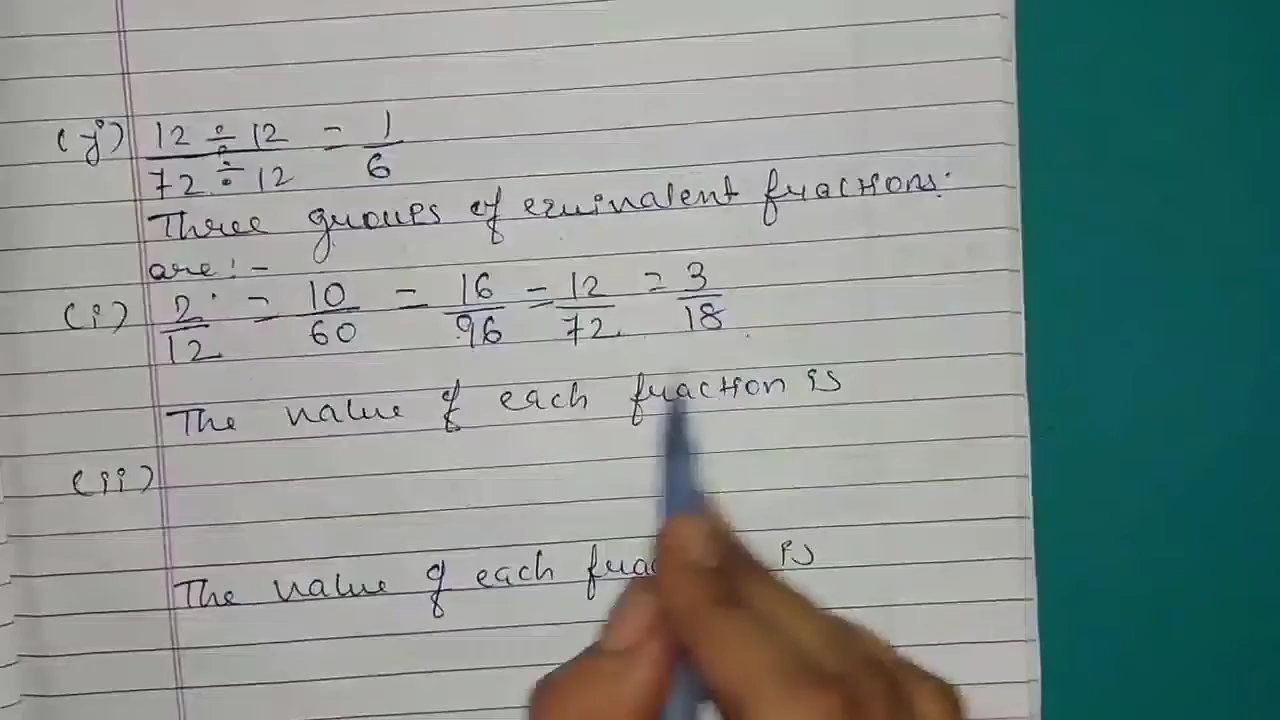 (j) 12 ÷ 12 / 72 ÷ 12 = 1/6
Three groups of equivalent fractions
are:-
(i) 2/12 = 10/60 = 16/96 = 12/72 = 3/18
The value of each fraction is
(ii)
The value of each is